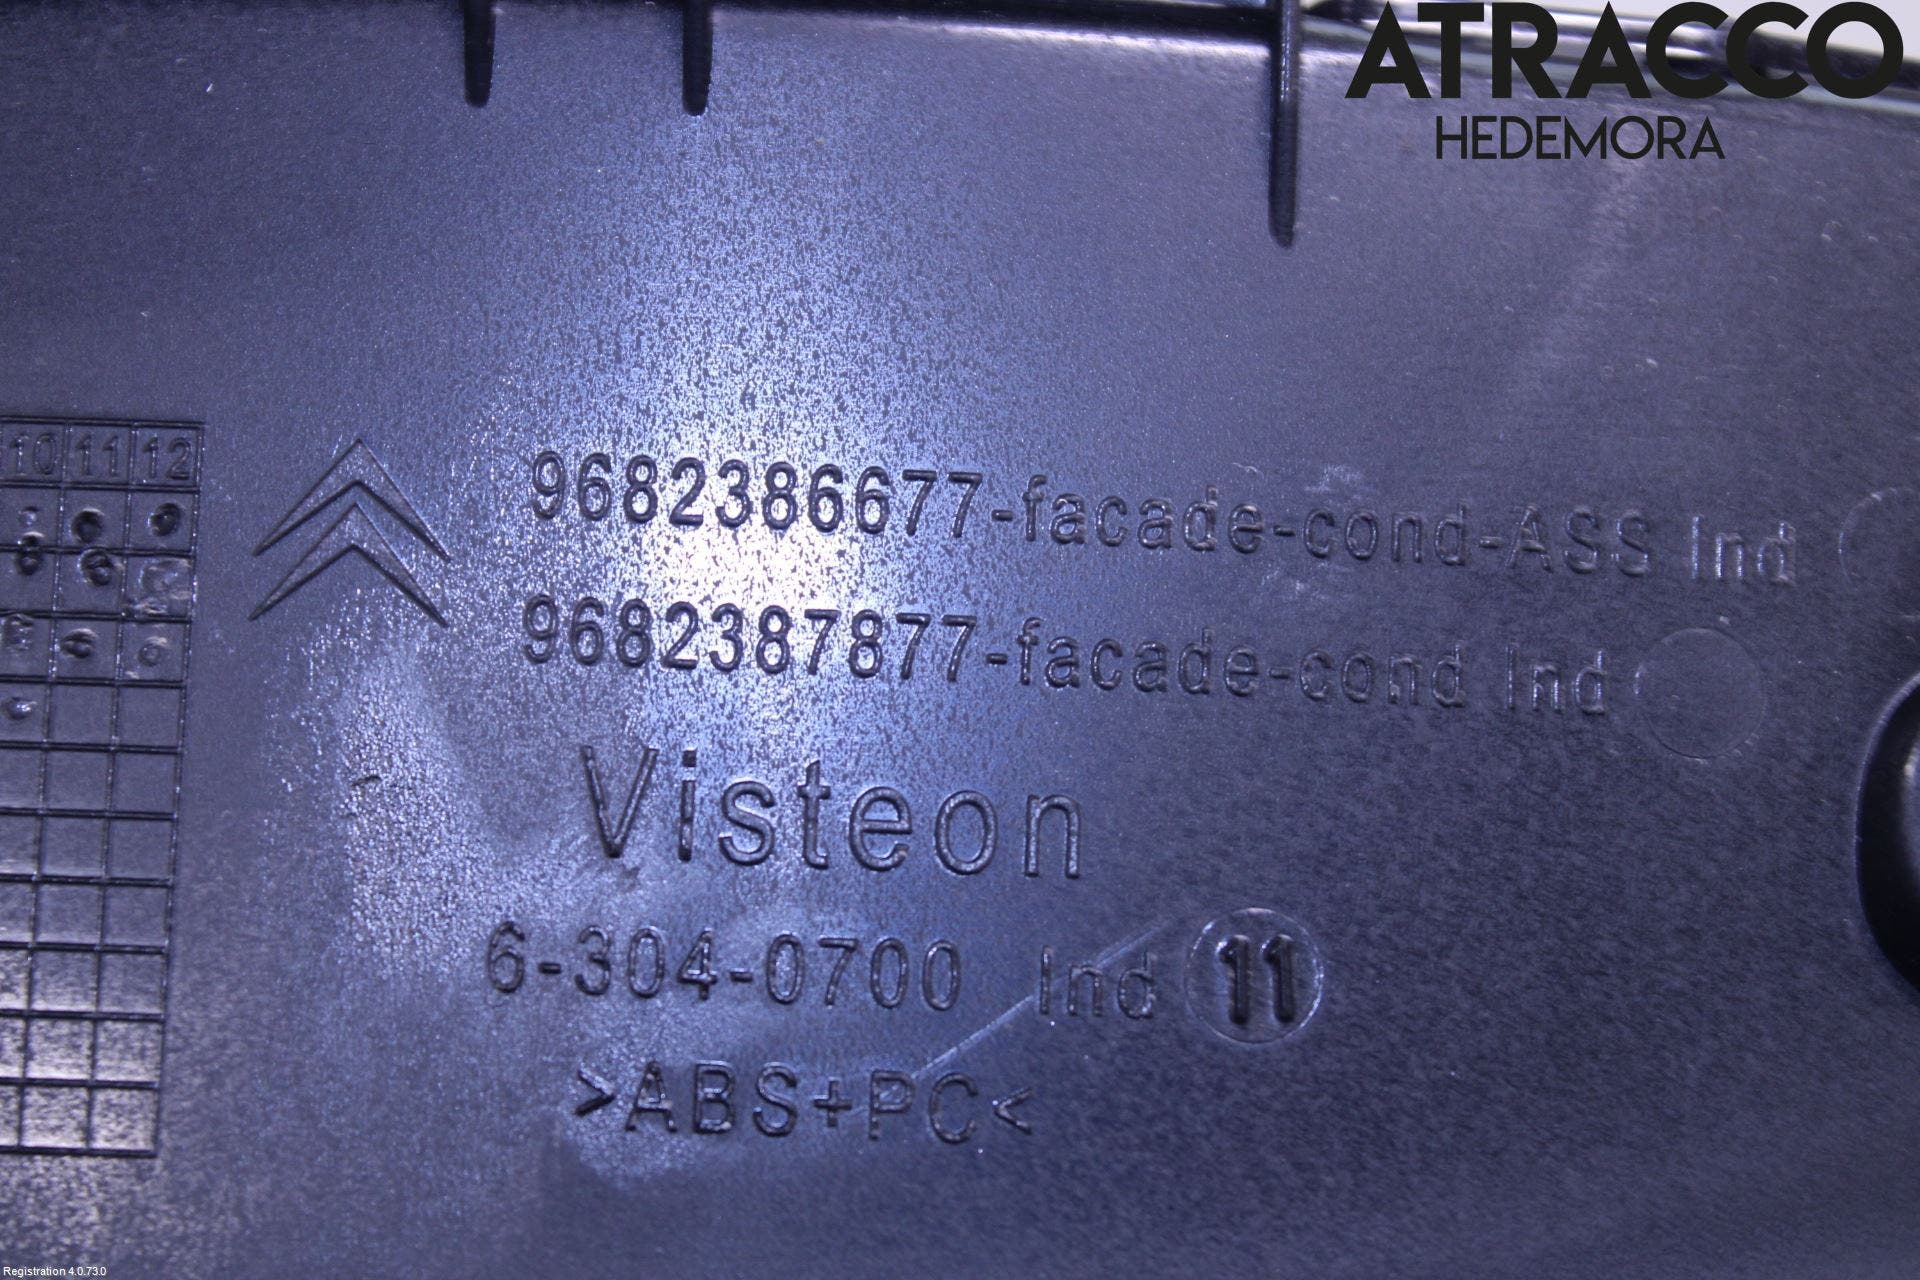 ATRACCO
HEDEMORA
10 11 12
9682386677-facade-cond-ASS Ind
9682387877-facade-cond Ind
Visteon
6-304-0700 Ind 11
>ABS+PC<
Registration 4.0.73.0